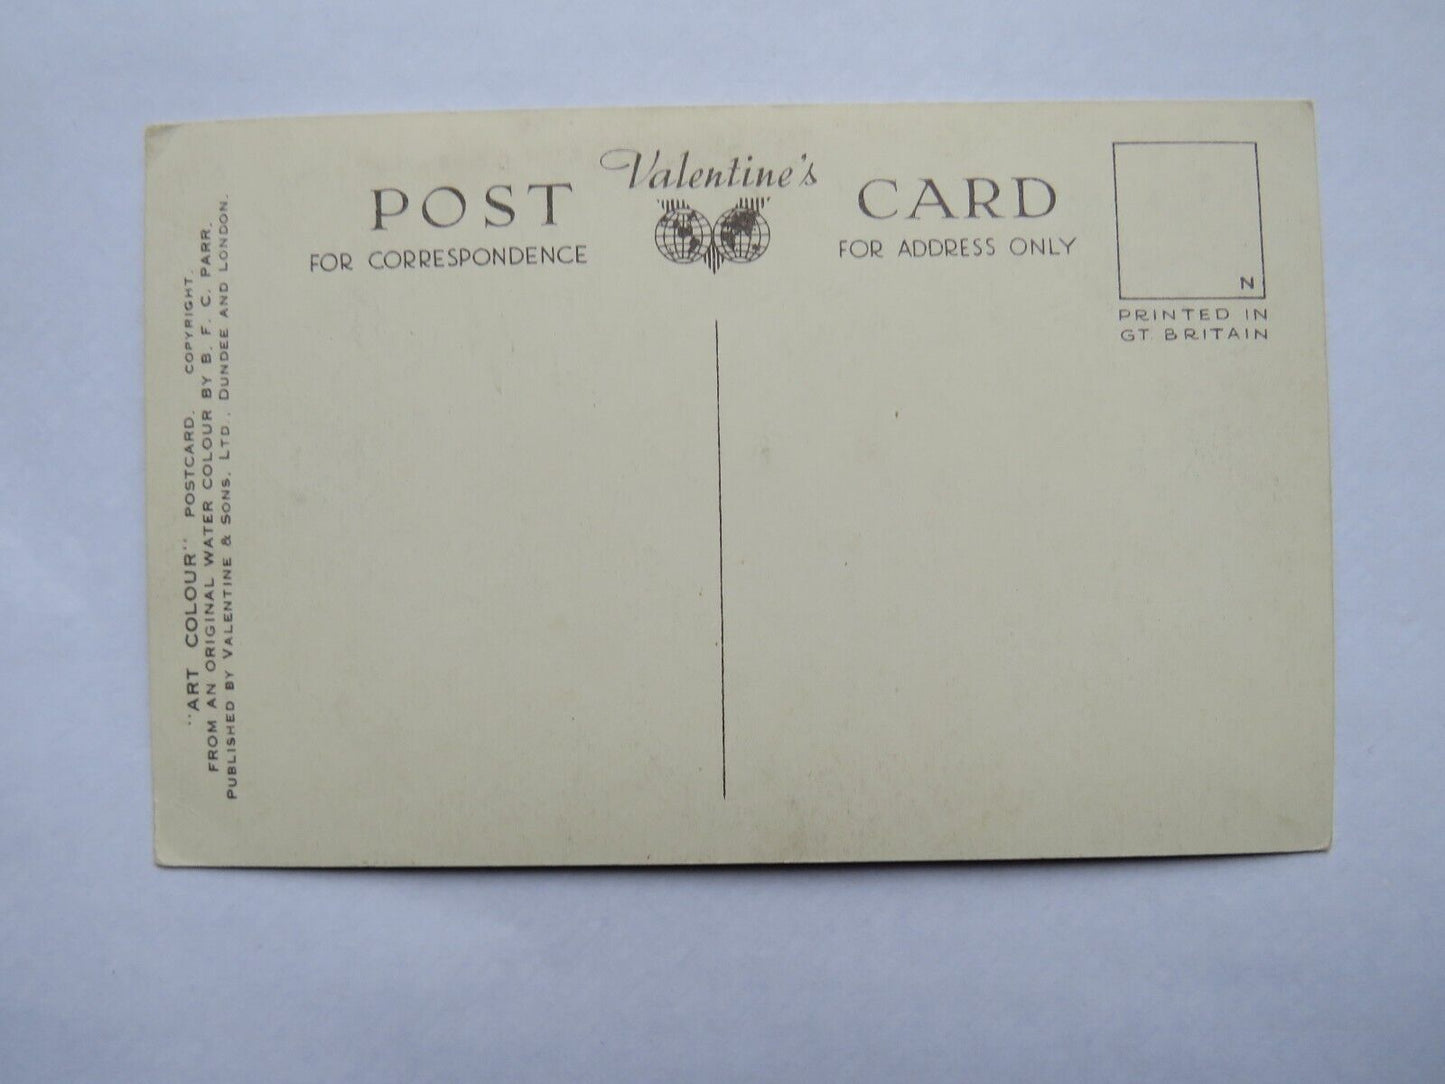 Valentine's
POST CARD
FOR CORRESPONDENCE
FOR ADDRESS ONLY
N
PRINTED IN
GT. BRITAIN
"ART COLOUR" POSTCARD. COPYRIGHT.
FROM AN ORIGINAL WATER COLOUR BY B. F. C. PARR.
PUBLISHED BY VALENTINE & SONS, LTD., DUNDEE AND LONDON.